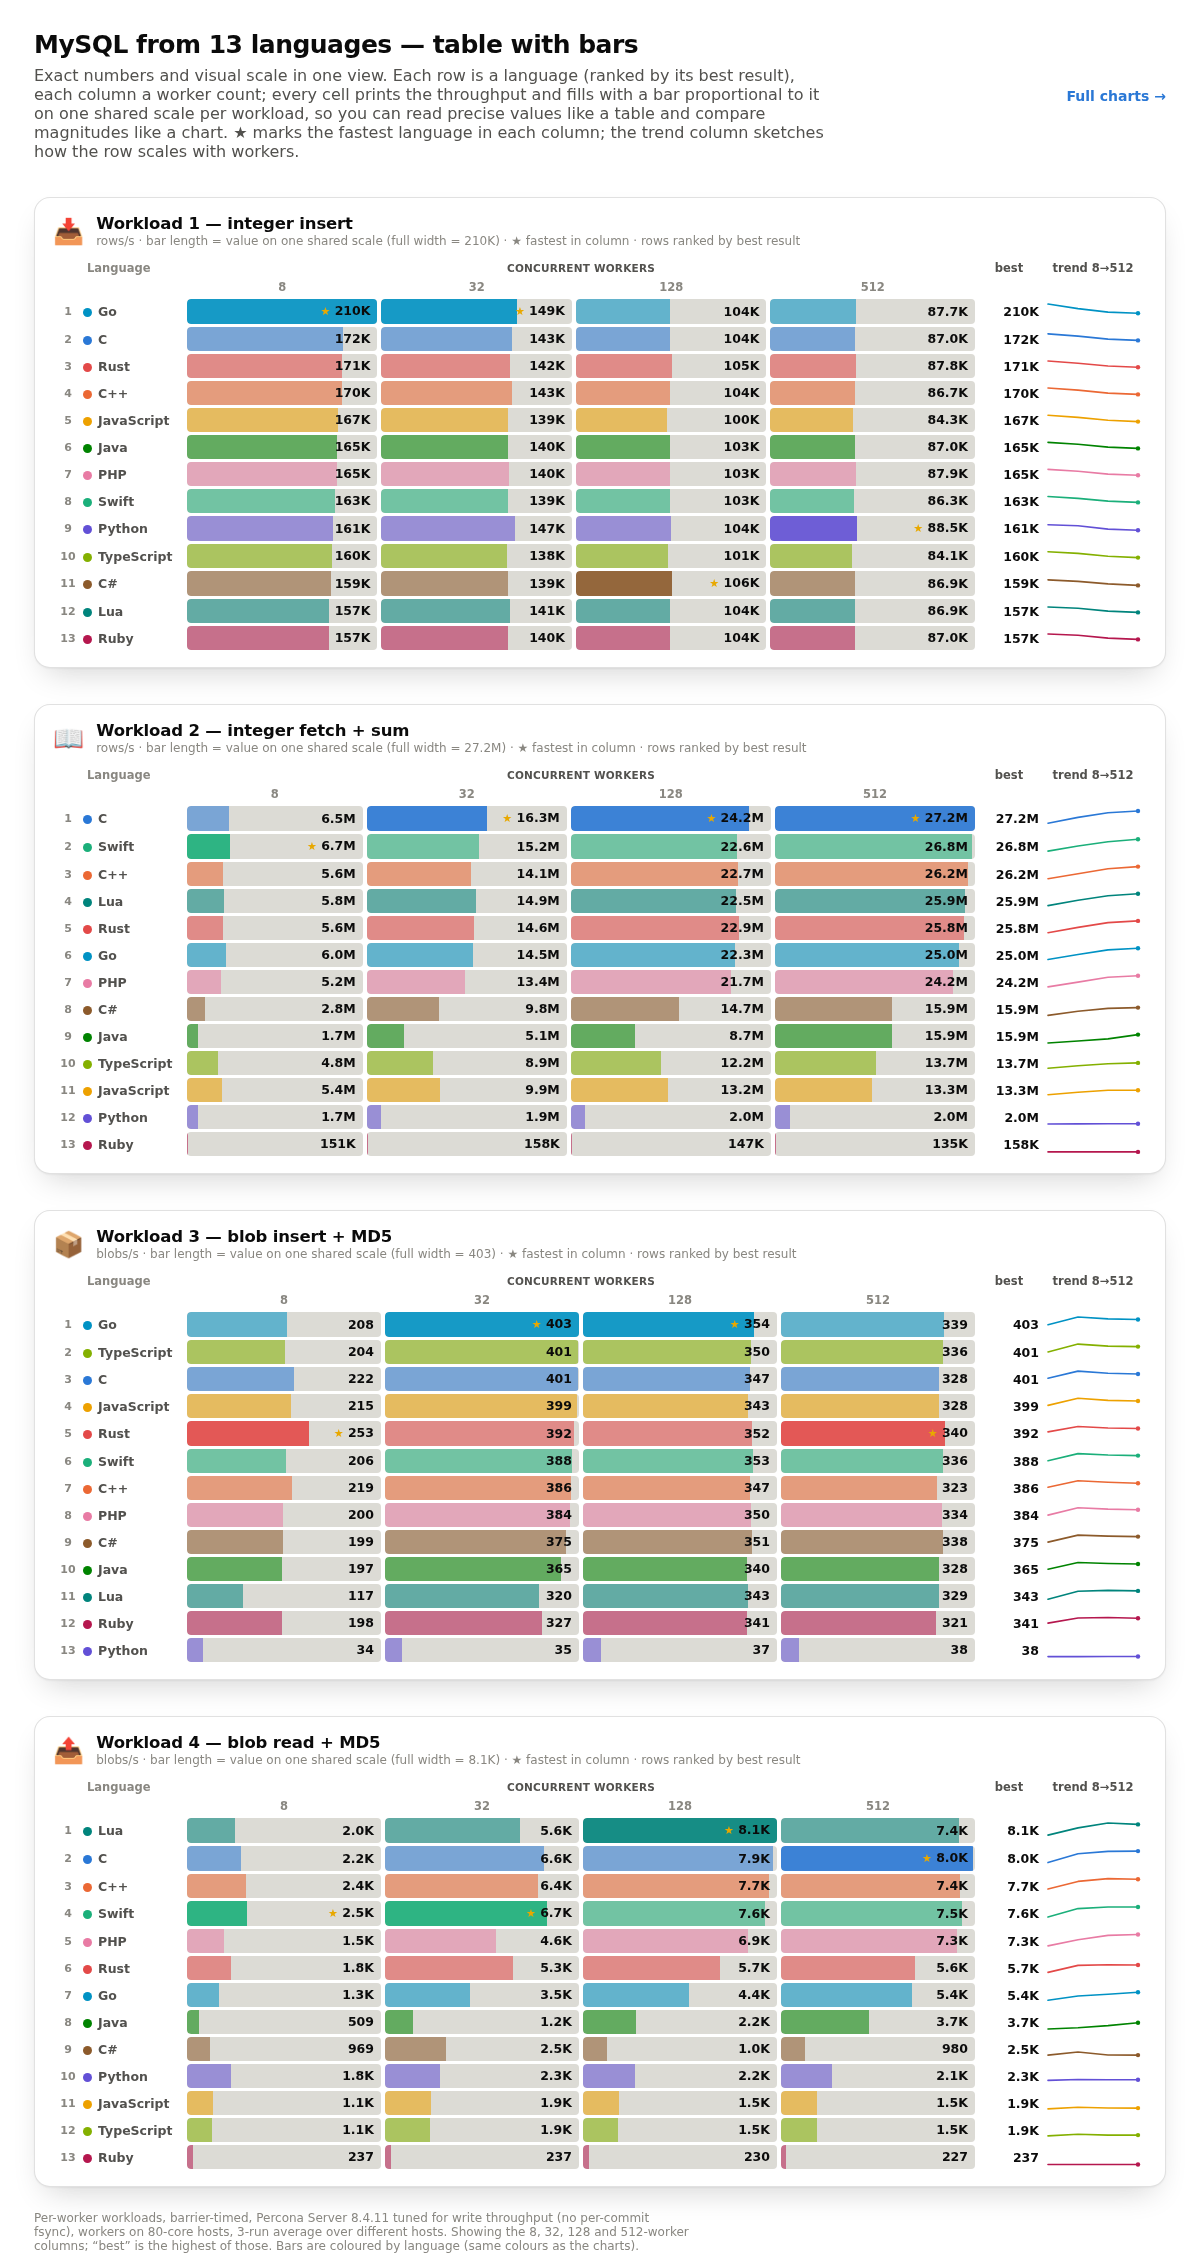 MySQL from 13 languages — table with bars
Exact numbers and visual scale in one view. Each row is a language (ranked by its best result),
each column a worker count; every cell prints the throughput and fills with a bar proportional to it
on one shared scale per workload, so you can read precise values like a table and compare
magnitudes like a chart. ★ marks the fastest language in each column; the trend column sketches
how the row scales with workers.
Full charts →
Workload 1 — integer insert
rows/s · bar length = value on one shared scale (full width = 210K) · ★ fastest in column · rows ranked by best result
Language CONCURRENT WORKERS best trend 8→512
8 32 128 512
1 Go ★ 210K ★ 149K 104K 87.7K 210K
2 C 172K 143K 104K 87.0K 172K
3 Rust 171K 142K 105K 87.8K 171K
4 C++ 170K 143K 104K 86.7K 170K
5 JavaScript 167K 139K 100K 84.3K 167K
6 Java 165K 140K 103K 87.0K 165K
7 PHP 165K 140K 103K 87.9K 165K
8 Swift 163K 139K 103K 86.3K 163K
9 Python 161K 147K 104K ★ 88.5K 161K
10 TypeScript 160K 138K 101K 84.1K 160K
11 C# 159K 139K ★ 106K 86.9K 159K
12 Lua 157K 141K 104K 86.9K 157K
13 Ruby 157K 140K 104K 87.0K 157K
Workload 2 — integer fetch + sum
rows/s · bar length = value on one shared scale (full width = 27.2M) · ★ fastest in column · rows ranked by best result
Language CONCURRENT WORKERS best trend 8→512
8 32 128 512
1 C 6.5M ★ 16.3M ★ 24.2M ★ 27.2M 27.2M
2 Swift ★ 6.7M 15.2M 22.6M 26.8M 26.8M
3 C++ 5.6M 14.1M 22.7M 26.2M 26.2M
4 Lua 5.8M 14.9M 22.5M 25.9M 25.9M
5 Rust 5.6M 14.6M 22.9M 25.8M 25.8M
6 Go 6.0M 14.5M 22.3M 25.0M 25.0M
7 PHP 5.2M 13.4M 21.7M 24.2M 24.2M
8 C# 2.8M 9.8M 14.7M 15.9M 15.9M
9 Java 1.7M 5.1M 8.7M 15.9M 15.9M
10 TypeScript 4.8M 8.9M 12.2M 13.7M 13.7M
11 JavaScript 5.4M 9.9M 13.2M 13.3M 13.3M
12 Python 1.7M 1.9M 2.0M 2.0M 2.0M
13 Ruby 151K 158K 147K 135K 158K
Workload 3 — blob insert + MD5
blobs/s · bar length = value on one shared scale (full width = 403) · ★ fastest in column · rows ranked by best result
Language CONCURRENT WORKERS best trend 8→512
8 32 128 512
1 Go 208 ★ 403 ★ 354 339 403
2 TypeScript 204 401 350 336 401
3 C 222 401 347 328 401
4 JavaScript 215 399 343 328 399
5 Rust ★ 253 392 352 ★ 340 392
6 Swift 206 388 353 336 388
7 C++ 219 386 347 323 386
8 PHP 200 384 350 334 384
9 C# 199 375 351 338 375
10 Java 197 365 340 328 365
11 Lua 117 320 343 329 343
12 Ruby 198 327 341 321 341
13 Python 34 35 37 38 38
Workload 4 — blob read + MD5
blobs/s · bar length = value on one shared scale (full width = 8.1K) · ★ fastest in column · rows ranked by best result
Language CONCURRENT WORKERS best trend 8→512
8 32 128 512
1 Lua 2.0K 5.6K ★ 8.1K 7.4K 8.1K
2 C 2.2K 6.6K 7.9K ★ 8.0K 8.0K
3 C++ 2.4K 6.4K 7.7K 7.4K 7.7K
4 Swift ★ 2.5K ★ 6.7K 7.6K 7.5K 7.6K
5 PHP 1.5K 4.6K 6.9K 7.3K 7.3K
6 Rust 1.8K 5.3K 5.7K 5.6K 5.7K
7 Go 1.3K 3.5K 4.4K 5.4K 5.4K
8 Java 509 1.2K 2.2K 3.7K 3.7K
9 C# 969 2.5K 1.0K 980 2.5K
10 Python 1.8K 2.3K 2.2K 2.1K 2.3K
11 JavaScript 1.1K 1.9K 1.5K 1.5K 1.9K
12 TypeScript 1.1K 1.9K 1.5K 1.5K 1.9K
13 Ruby 237 237 230 227 237
Per-worker workloads, barrier-timed, Percona Server 8.4.11 tuned for write throughput (no per-commit
fsync), workers on 80-core hosts, 3-run average over different hosts. Showing the 8, 32, 128 and 512-worker
columns; “best” is the highest of those. Bars are coloured by language (same colours as the charts).